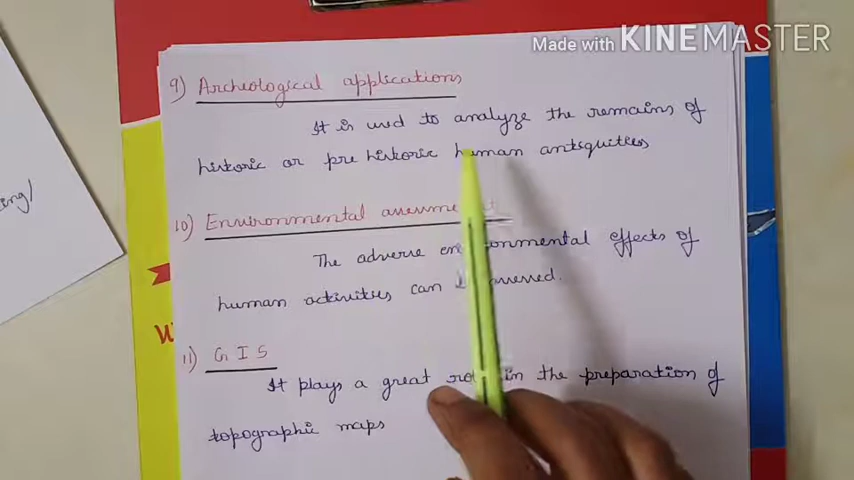 Made with KINEMASTER
9) Archeological applications
It is used to analyze the remains of
historic or pre historic human antisquities
10) Environmental assessment
The adverse environmental effects of
human activities can assessed.
11) GIS
It plays a great role in the preparation of
topographic maps